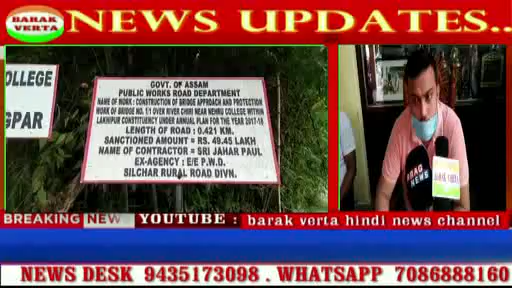 BARAK
VERTA
NEWS UPDATES..
COLLEGE
GPAR
GOVT. OF ASSAM
PUBLIC WORKS ROAD DEPARTMENT
NAME OF WORK : CONSTRUCTION OF BRIDGE APPROACH AND PROTECTION
WORK OF BRIDGE NO. 1/1 OVER RIVER CHIRI NEAR NEHRU COLLEGE WITHIN
LAKHIPUR CONSTITUENCY UNDER ANNUAL PLAN FOR THE YEAR 2017-18
LENGTH OF ROAD : 0.421 KM.
SANCTIONED AMOUNT = RS. 49.45 LAKH
NAME OF CONTRACTOR = SRI JAHAR PAUL
EX-AGENCY : E/E P.W.D.
SILCHAR RURAL ROAD DIVN.
BARAK
NEWS
BARAK VERTA
BREAKING NEW YOUTUBE : barak verta hindi news channel
NEWS DESK 9435173098 . WHATSAPP 7086888160